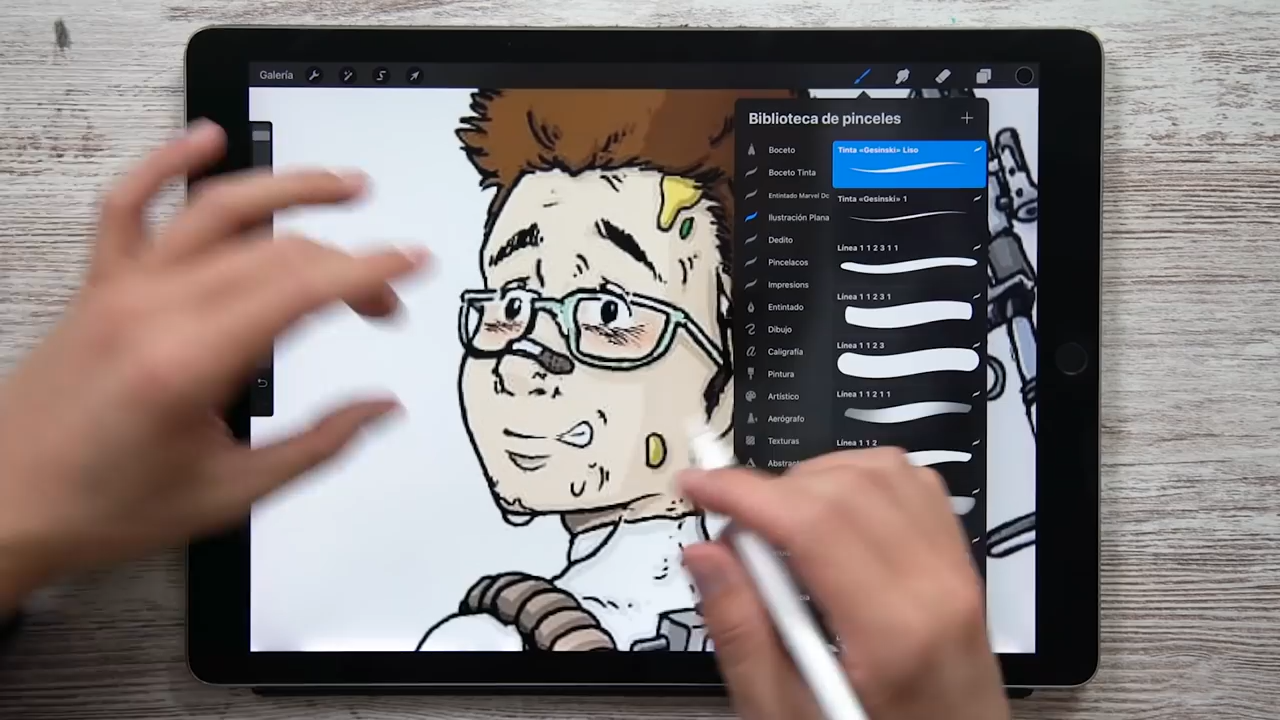 Galería
Biblioteca de pinceles
Boceto
Boceto Tinta
Entintado Marvel Dc
Ilustración Plana
Dedito
Pincelacos
Impresions
Entintado
Dibujo
Caligrafía
Pintura
Artístico
Aerógrafo
Texturas
Tinta «Gesinski» Liso
Tinta «Gesinski» 1
Línea 1 1 2 3 1 1
Línea 1 1 2 3 1
Línea 1 1 2 3
Línea 1 1 2 1 1
Línea 1 1 2